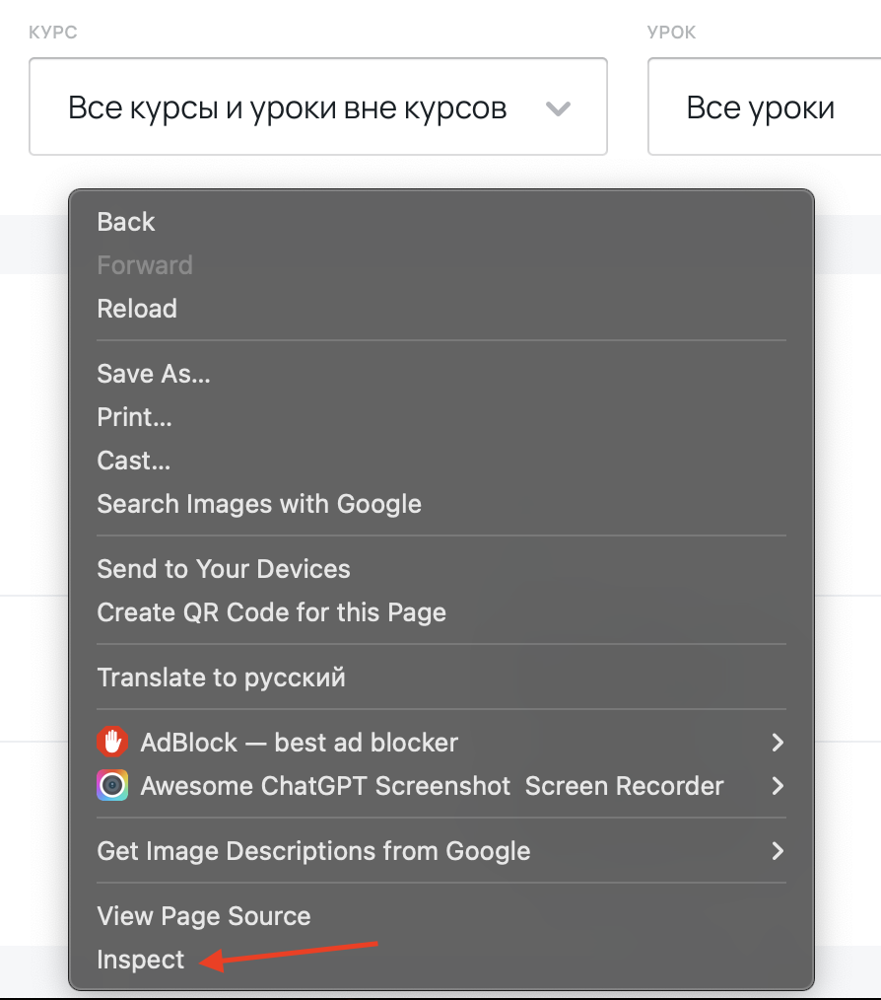 КУРС
УРОК
Все курсы и уроки вне курсов
Все уроки
Back
Forward
Reload
Save As...
Print...
Cast...
Search Images with Google
Send to Your Devices
Create QR Code for this Page
Translate to русский
AdBlock — best ad blocker
Awesome ChatGPT Screenshot  Screen Recorder
Get Image Descriptions from Google
View Page Source
Inspect